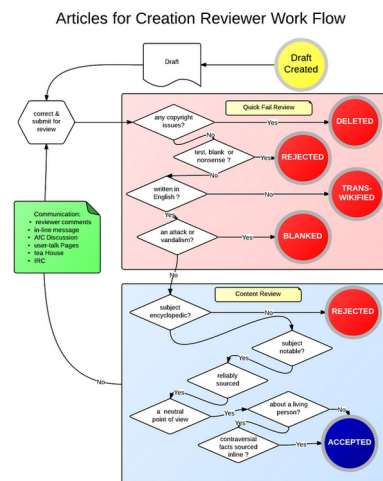 Articles for Creation Reviewer Work Flow
Draft
Draft
Created
correct &
submit for
review
Quick Fail Review
any copyright
issues?
Yes
DELETED
No
test, blank or
nonsense ?
Yes
REJECTED
No
written in
English ?
No
TRANS-
WIKIFIED
Yes
an attack or
vandalism?
Yes
BLANKED
No
Communication:
• reviewer comments
• in-line message
• AfC Discussion
• user-talk Pages
• tea House
• IRC
Content Review
subject
encyclopedic?
No
REJECTED
subject
notable?
Yes
reliably
sourced
Yes
a neutral
point of view
Yes
about a living
person?
No
Yes
contraversial
facts sourced
inline ?
Yes
ACCEPTED
No